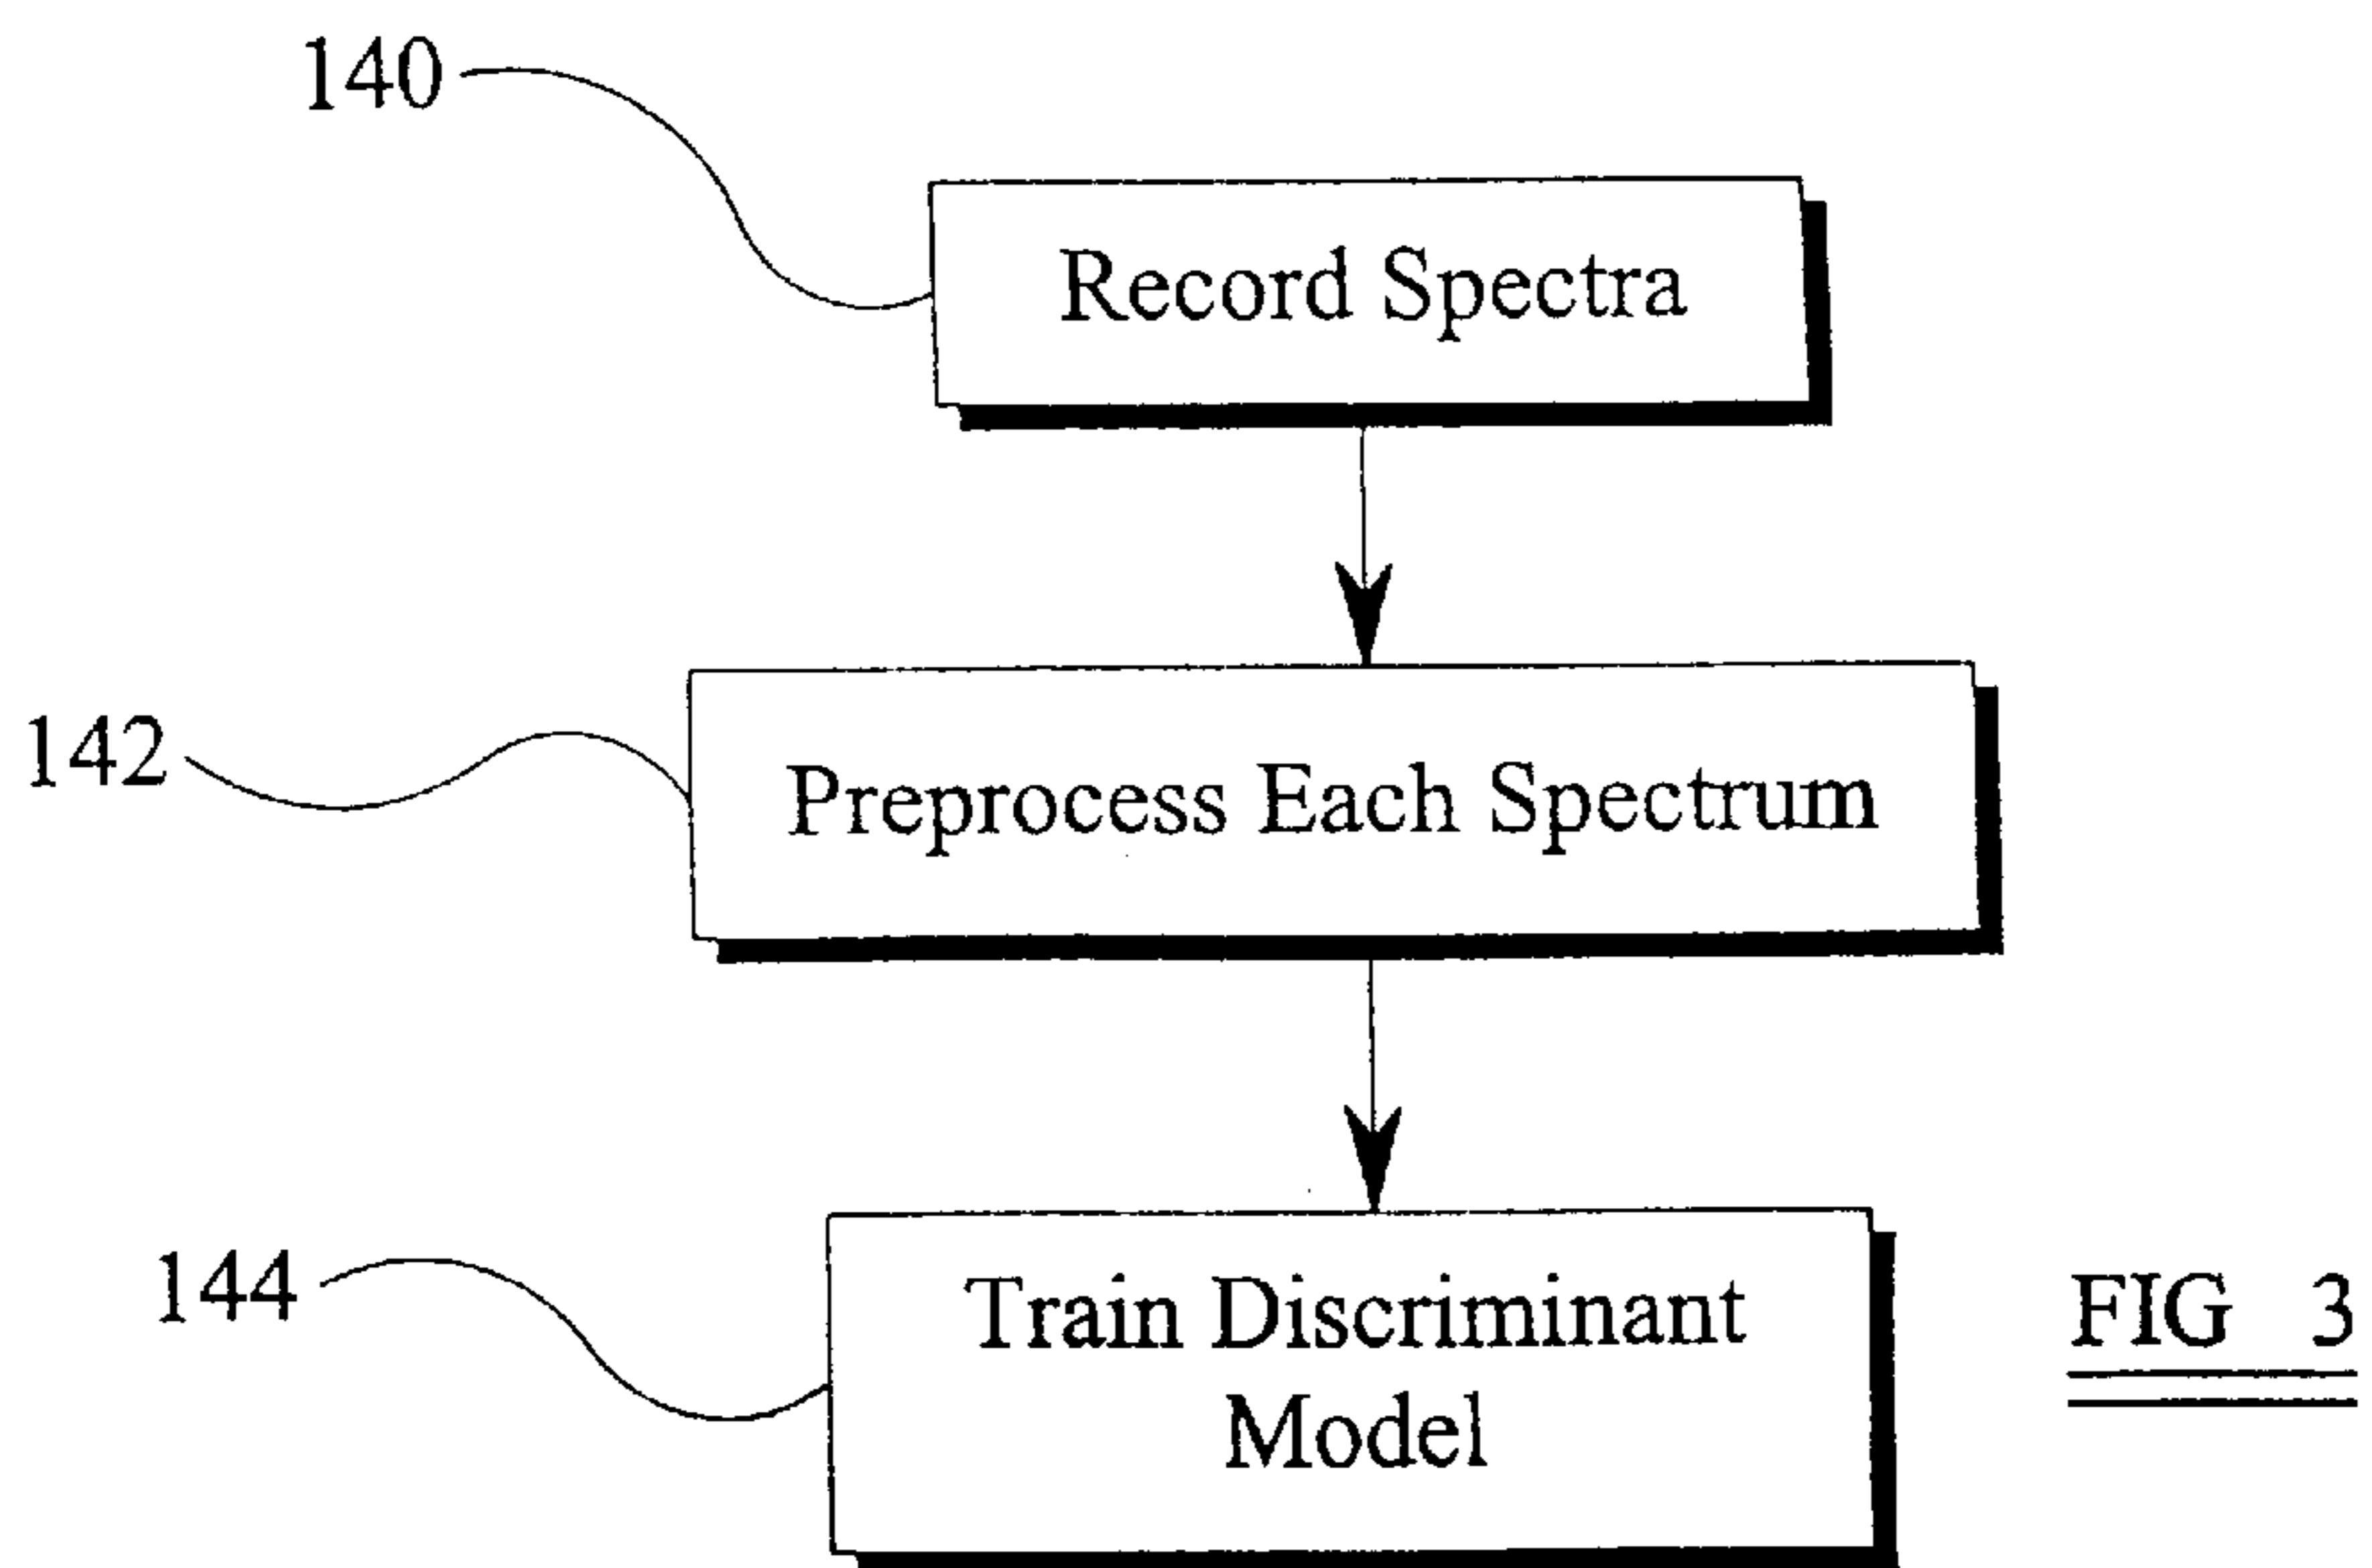 140
Record Spectra
142
Preprocess Each Spectrum
144
Train Discriminant
Model
FIG 3